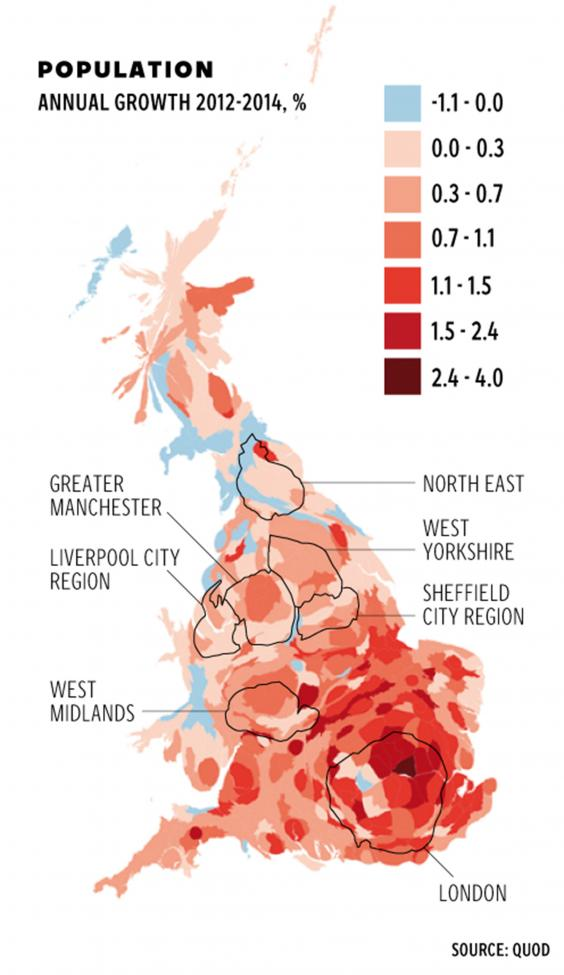 POPULATION
ANNUAL GROWTH 2012-2014, %
-1.1 - 0.0
0.0 - 0.3
0.3 - 0.7
0.7 - 1.1
1.1 - 1.5
1.5 - 2.4
2.4 - 4.0
GREATER
MANCHESTER
NORTH EAST
WEST
YORKSHIRE
LIVERPOOL CITY
REGION
SHEFFIELD
CITY REGION
WEST
MIDLANDS
LONDON
SOURCE: QUOD